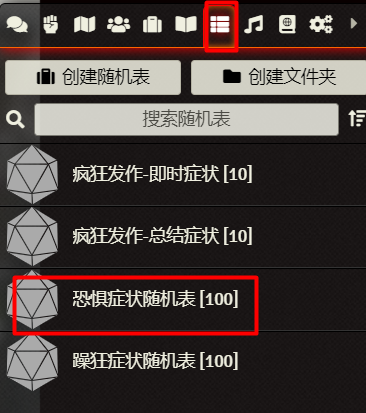 创建随机表
创建文件夹
搜索随机表
疯狂发作-即时症状 [10]
疯狂发作-总结症状 [10]
恐惧症状随机表 [100]
躁狂症状随机表 [100]